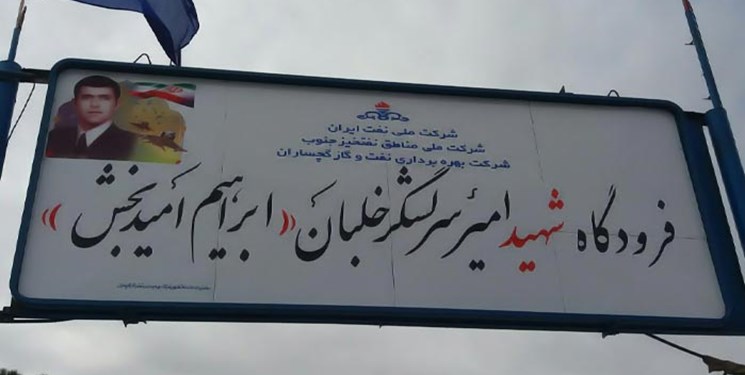 شرکت ملی نفت ایران
شرکت ملی مناطق نفتخیز جنوب
شرکت بهره برداری نفت و گاز گچساران
فرودگاه شهید امیر سرلشگر خلبان «ابراهیم امیدبخش»